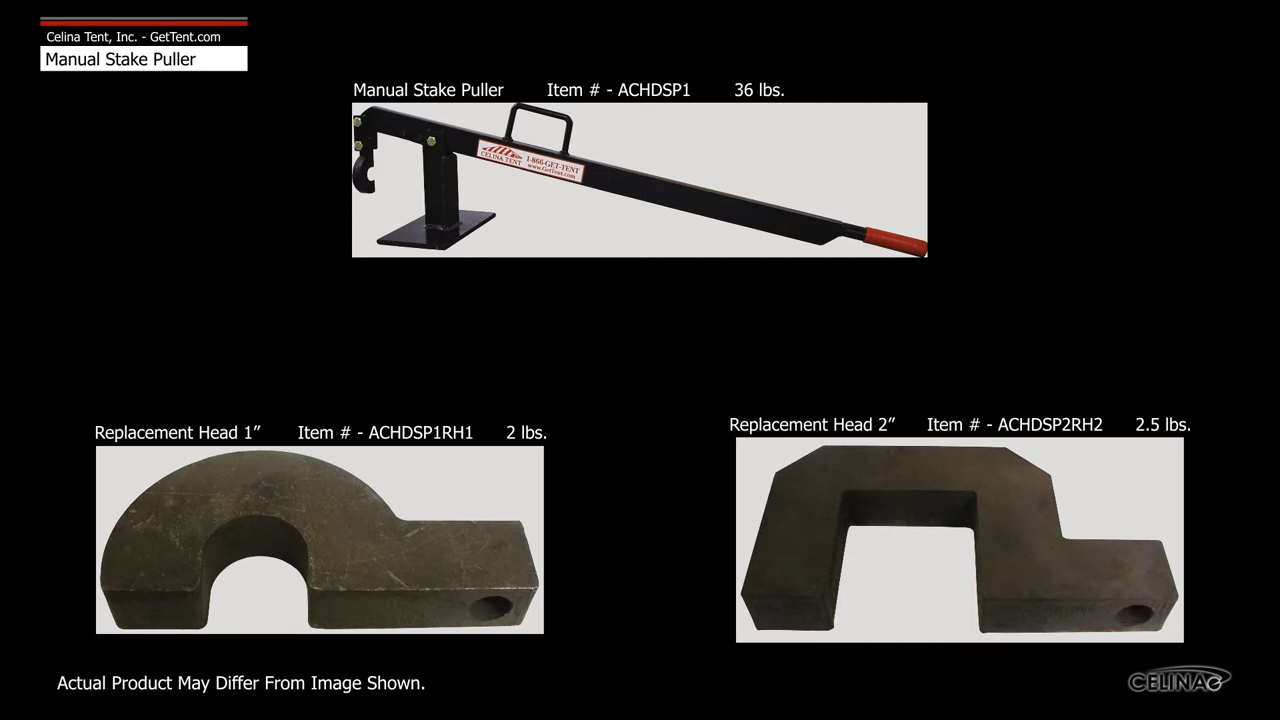 Celina Tent, Inc. - GetTent.com
Manual Stake Puller
Manual Stake Puller Item # - ACHDSP1 36 lbs.
CELINA TENT
1-866-GET-TENT
www.GetTent.com
Replacement Head 1” Item # - ACHDSP1RH1 2 lbs.
Replacement Head 2” Item # - ACHDSP2RH2 2.5 lbs.
Actual Product May Differ From Image Shown.
CELINA